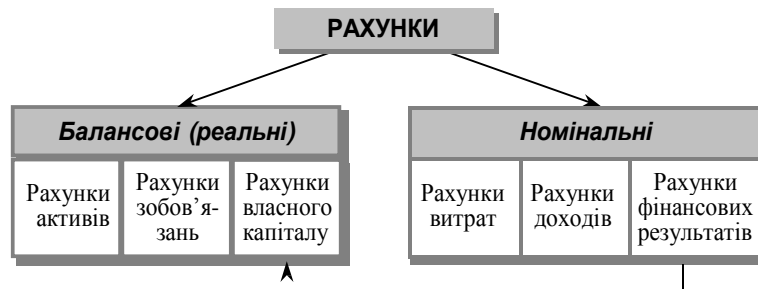 РАХУНКИ
Балансові (реальні)
Номінальні
Рахунки
активів
Рахунки
зобов’я-
зань
Рахунки
власного
капіталу
Рахунки
витрат
Рахунки
доходів
Рахунки
фінансових
результатів